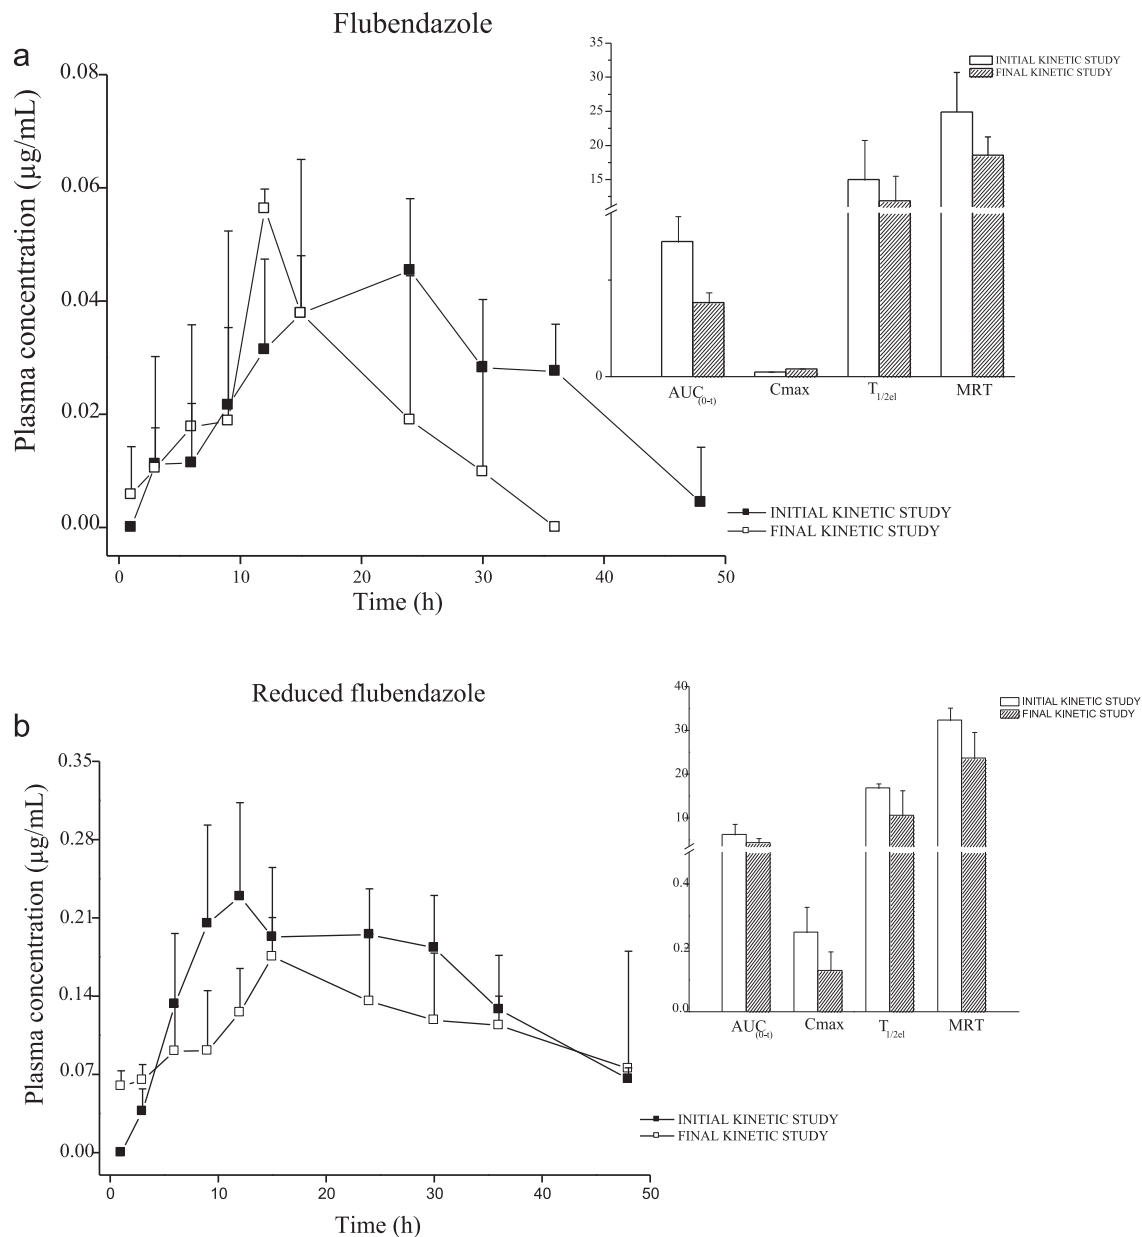 Flubendazole
a
Plasma concentration (µg/mL)
0.08
0.06
0.04
0.02
0.00
0
10
20
30
40
50
Time (h)
INITIAL KINETIC STUDY
FINAL KINETIC STUDY
35
30
25
20
15
0
AUC(0-t)
Cmax
T1/2el
MRT
INITIAL KINETIC STUDY
FINAL KINETIC STUDY
Reduced flubendazole
b
Plasma concentration (µg/mL)
0.35
0.28
0.21
0.14
0.07
0.00
0
10
20
30
40
50
Time (h)
INITIAL KINETIC STUDY
FINAL KINETIC STUDY
40
30
20
10
0.4
0.2
0.0
AUC(0-t)
Cmax
T1/2el
MRT
INITIAL KINETIC STUDY
FINAL KINETIC STUDY